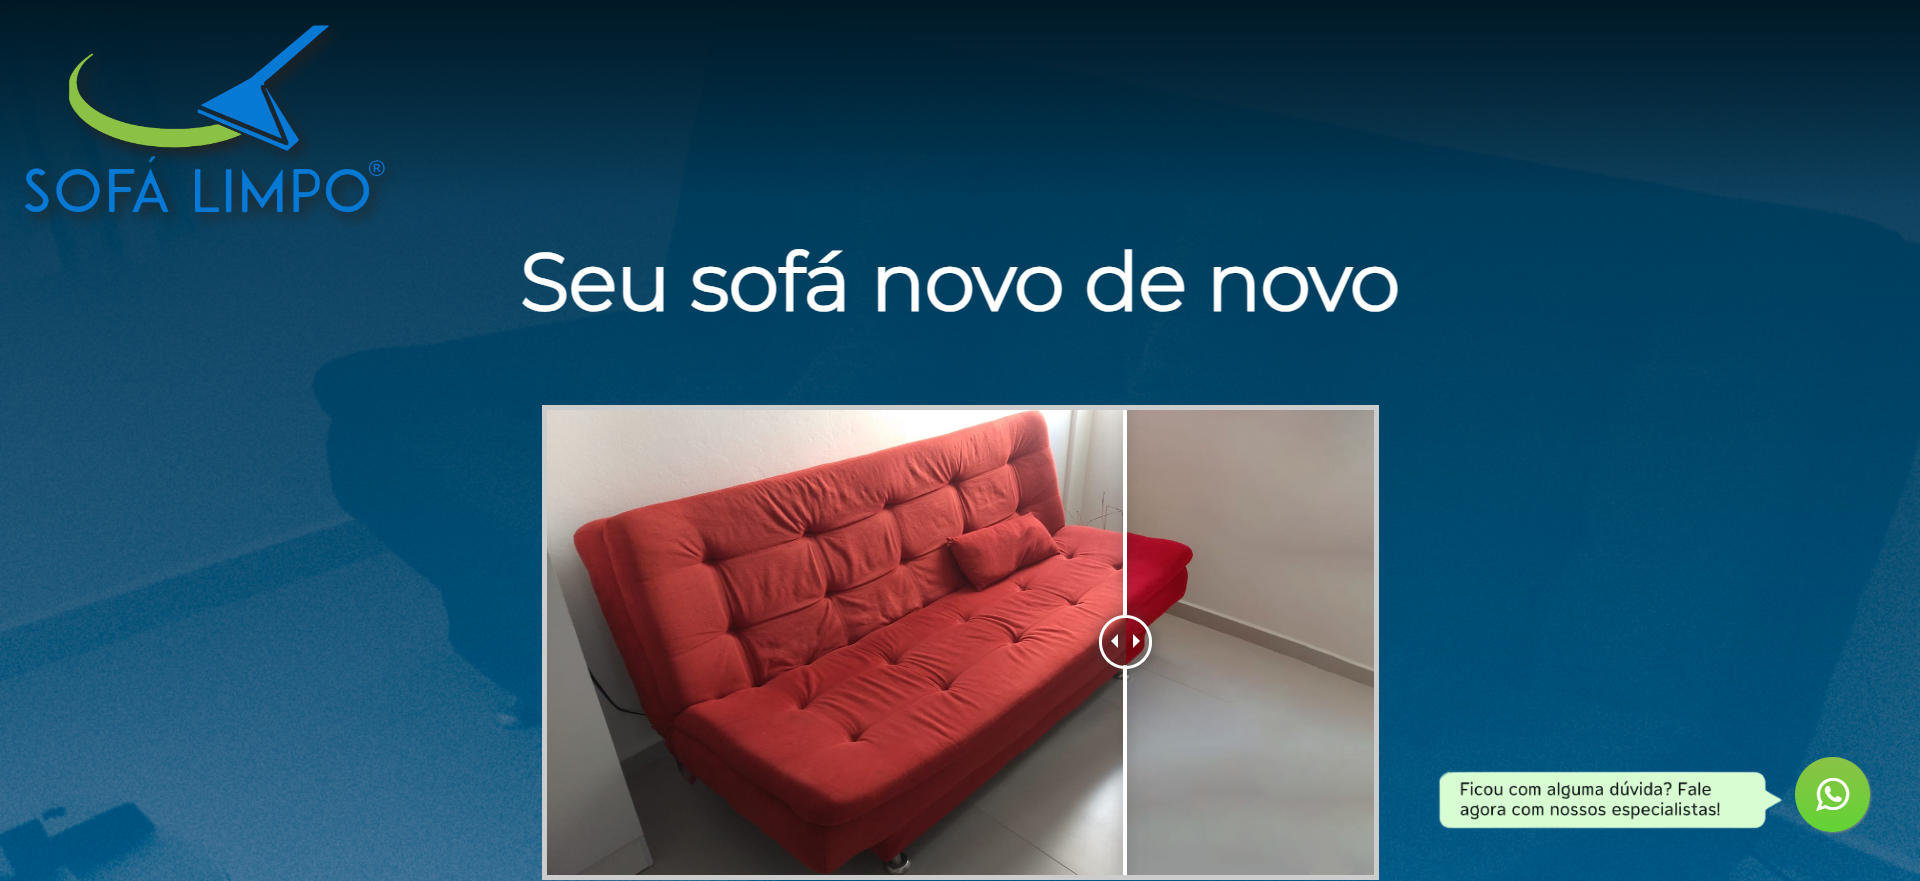 SOFÁ LIMPO®
Seu sofá novo de novo
Ficou com alguma dúvida? Fale
agora com nossos especialistas!